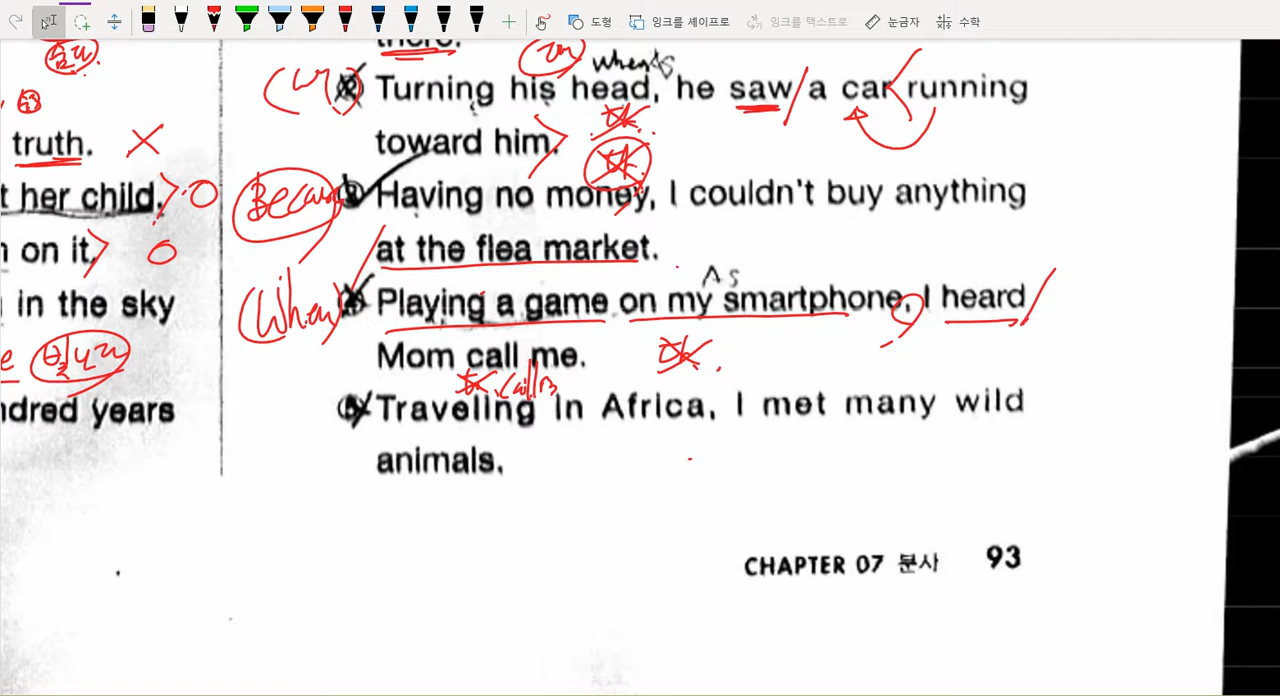 도형 잉크를 셰이프로 잉크를 텍스트로 눈금자 수학
there.
when
Turning his head, he saw a car running
toward him.
truth.
t her child.
Because
Having no money, I couldn't buy anything
n on it.
at the flea market.
As
in the sky
(When)
Playing a game on my smartphone, I heard
e
Mom call me.
calling
ndred years
Traveling in Africa, I met many wild
animals.
CHAPTER 07 분사 93